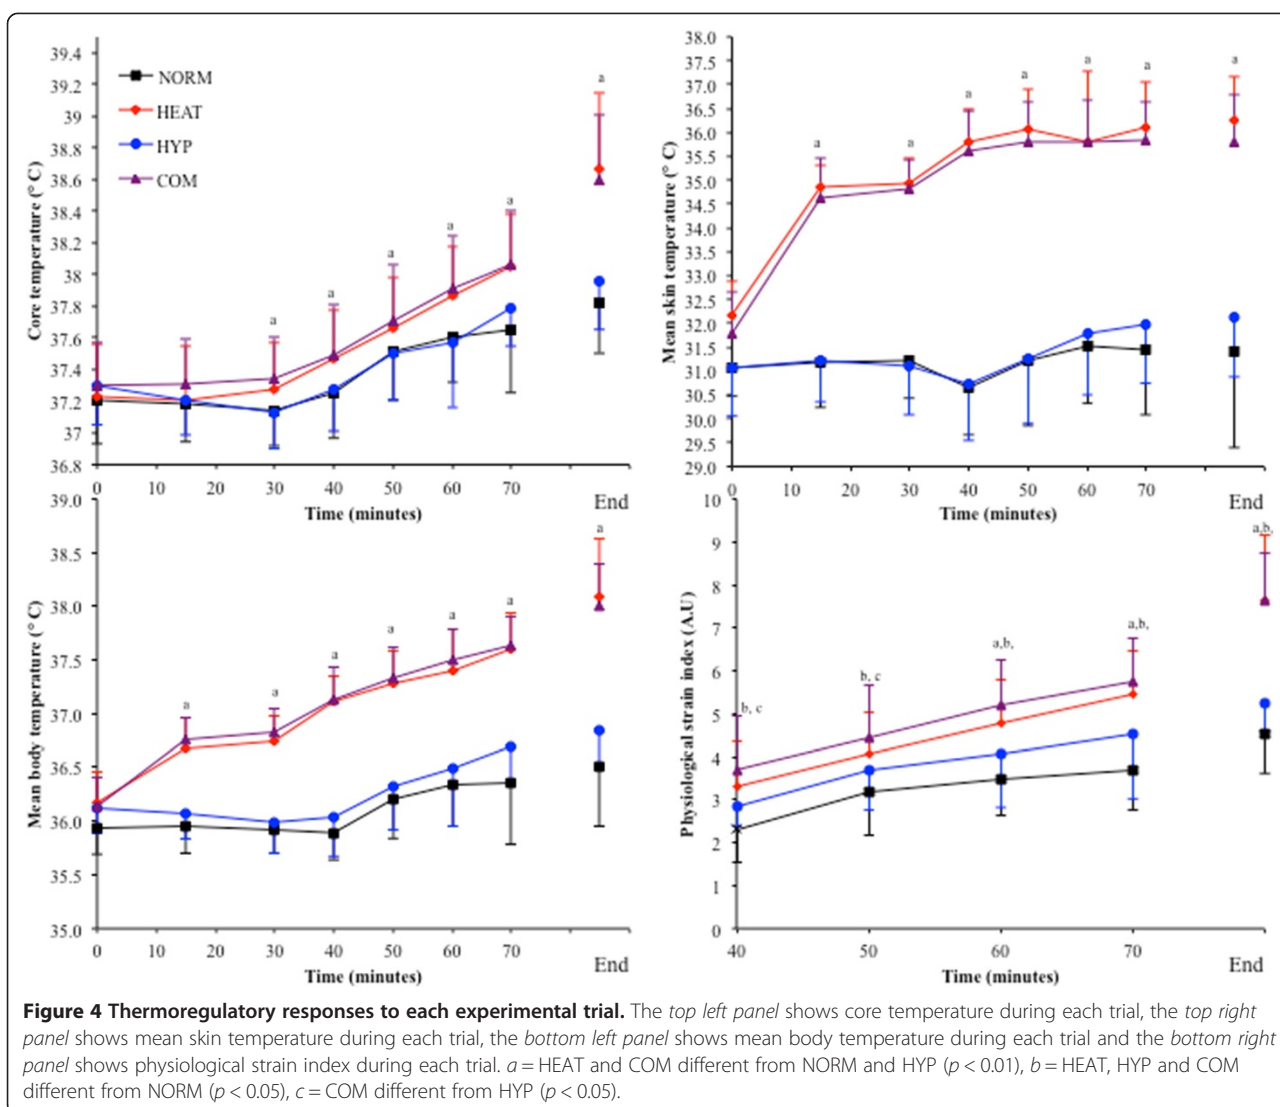 39.4
39.2
39
38.8
38.6
38.4
38.2
38
37.8
37.6
37.4
37.2
37
36.8
Core temperature (° C)
NORM
HEAT
HYP
COM
a
a
a
a
a
a
0 10 20 30 40 50 60 70
End
Time (minutes)
38.0
37.5
37.0
36.5
36.0
35.5
35.0
34.5
34.0
33.5
33.0
32.5
32.0
31.5
31.0
30.5
30.0
29.5
29.0
Mean skin temperature (° C)
a
a
a
a
a
a
a
0 10 20 30 40 50 60 70
End
Time (minutes)
39.0
38.5
38.0
37.5
37.0
36.5
36.0
35.5
35.0
Mean body temperature (° C)
a
a
a
a
a
a
a
0 10 20 30 40 50 60 70
End
Time (minutes)
10
9
8
7
6
5
4
3
2
1
0
Physiological strain index (A.U)
b, c
b, c
a,b,
a,b,
a,b,
40 50 60 70
End
Time (minutes)
Figure 4 Thermoregulatory responses to each experimental trial. The top left panel shows core temperature during each trial, the top right
panel shows mean skin temperature during each trial, the bottom left panel shows mean body temperature during each trial and the bottom right
panel shows physiological strain index during each trial. a = HEAT and COM different from NORM and HYP (p < 0.01), b = HEAT, HYP and COM
different from NORM (p < 0.05), c = COM different from HYP (p < 0.05).